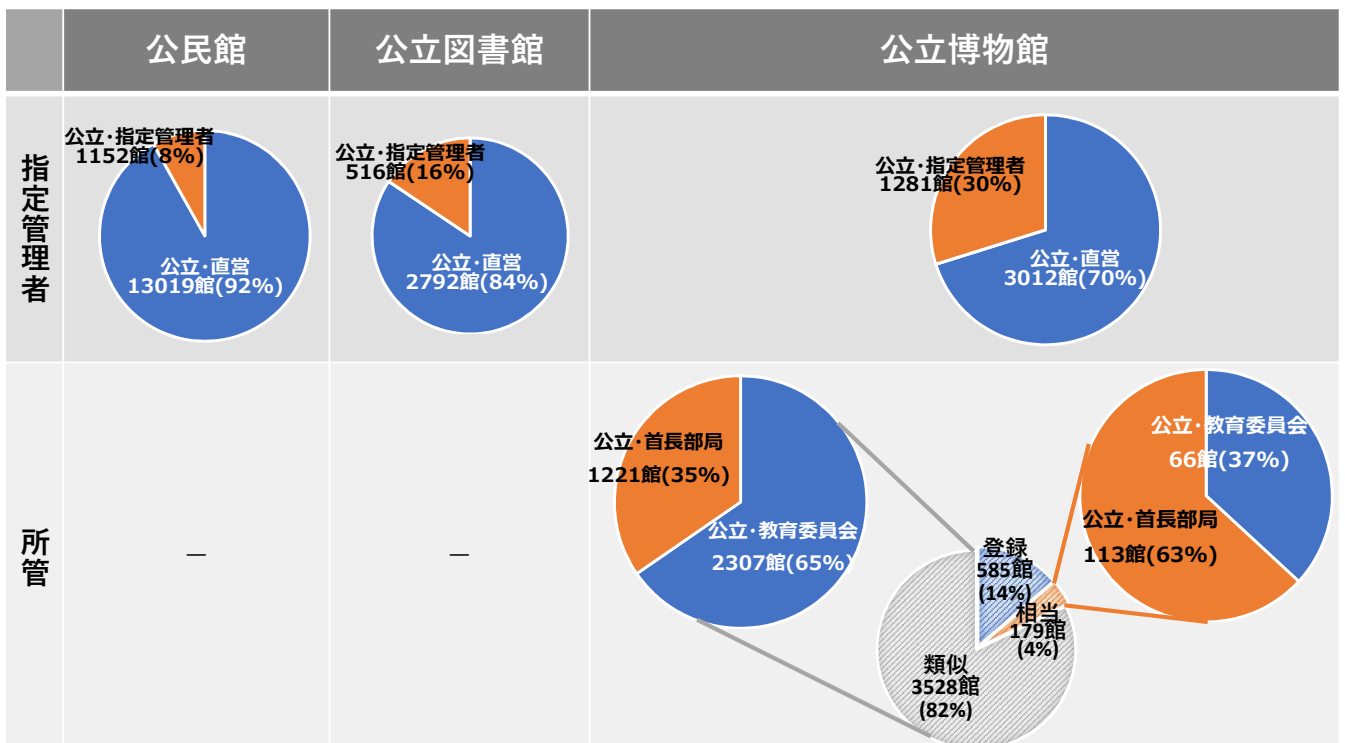 公民館
公立図書館
公立博物館
指定管理者
公立・指定管理者
1152館(8%)
公立・直営
13019館(92%)
公立・指定管理者
516館(16%)
公立・直営
2792館(84%)
公立・指定管理者
1281館(30%)
公立・直営
3012館(70%)
所管
―
―
公立・首長部局
1221館(35%)
公立・教育委員会
2307館(65%)
登録
585館
(14%)
相当
179館
(4%)
類似
3528館
(82%)
公立・教育委員会
66館(37%)
公立・首長部局
113館(63%)